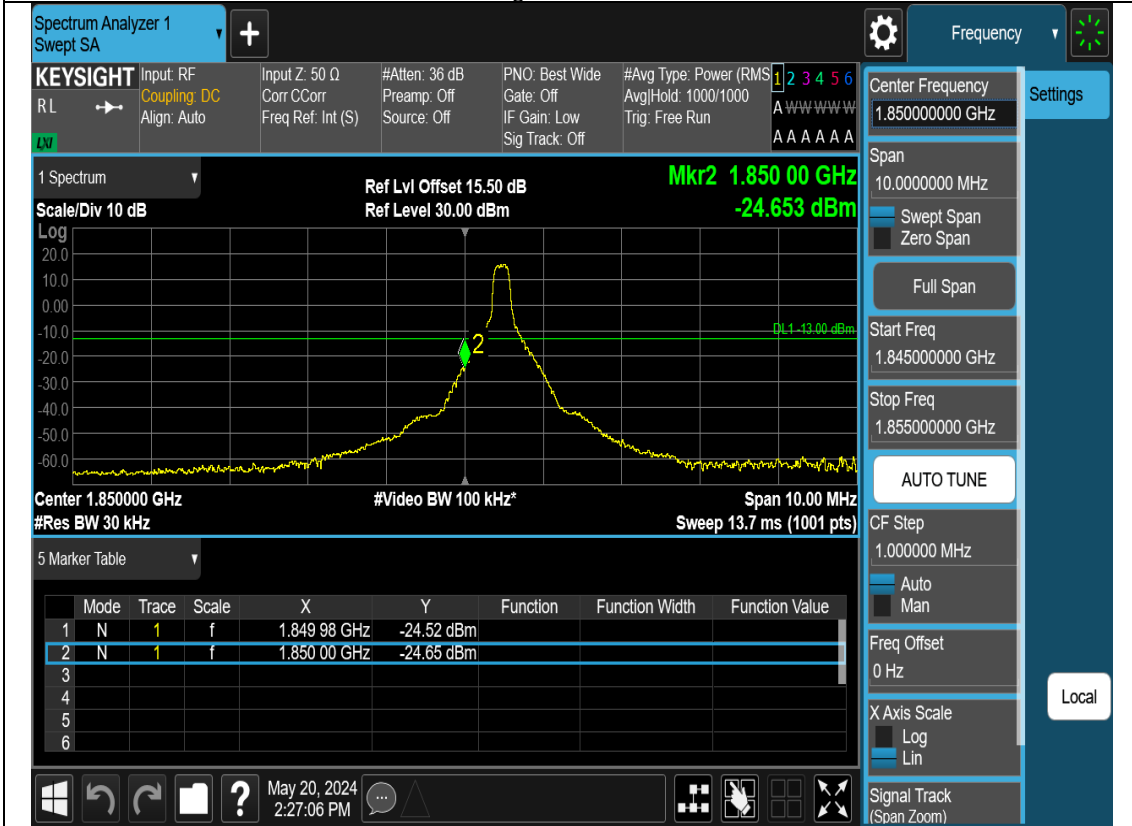 Spectrum Analyzer 1
Swept SA
+
Frequency
KEYSIGHT
R L
LXI
Input: RF
Coupling: DC
Align: Auto
Input Z: 50 Ω
Corr CCorr
Freq Ref: Int (S)
#Atten: 36 dB
Preamp: Off
Source: Off
PNO: Best Wide
Gate: Off
IF Gain: Low
Sig Track: Off
#Avg Type: Power (RMS
Avg|Hold: 1000/1000
Trig: Free Run
1 2 3 4 5 6
A W W W W W
A A A A A A
1 Spectrum
Scale/Div 10 dB
Ref Lvl Offset 15.50 dB
Ref Level 30.00 dBm
Mkr2 1.850 00 GHz
-24.653 dBm
Log
20.0
10.0
0.00
-10.0
-20.0
-30.0
-40.0
-50.0
-60.0
DL1 -13.00 dBm
2
Center 1.850000 GHz
#Res BW 30 kHz
#Video BW 100 kHz*
Span 10.00 MHz
Sweep 13.7 ms (1001 pts)
5 Marker Table
Mode Trace Scale X Y Function Function Width Function Value
1 N 1 f 1.849 98 GHz -24.52 dBm
2 N 1 f 1.850 00 GHz -24.65 dBm
3
4
5
6
?
May 20, 2024
2:27:06 PM
Center Frequency
1.850000000 GHz
Span
10.0000000 MHz
Swept Span
Zero Span
Full Span
Start Freq
1.845000000 GHz
Stop Freq
1.855000000 GHz
AUTO TUNE
CF Step
1.000000 MHz
Auto
Man
Freq Offset
0 Hz
X Axis Scale
Log
Lin
Signal Track
(Span Zoom)
Settings
Local